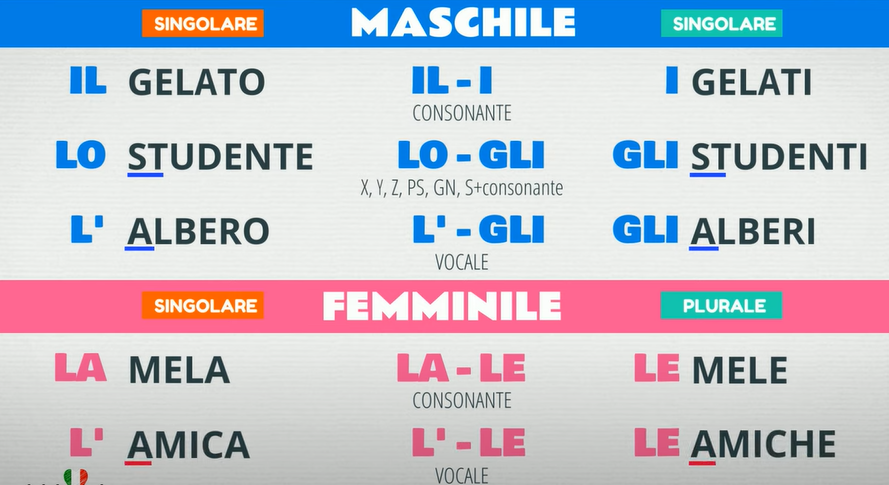 SINGOLARE MASCHILE SINGOLARE
IL GELATO IL - I I GELATI
CONSONANTE
LO STUDENTE LO - GLI GLI STUDENTI
X, Y, Z, PS, GN, S+consonante
L' ALBERO L' - GLI GLI ALBERI
VOCALE
SINGOLARE FEMMINILE PLURALE
LA MELA LA - LE LE MELE
CONSONANTE
L' AMICA L' - LE LE AMICHE
VOCALE